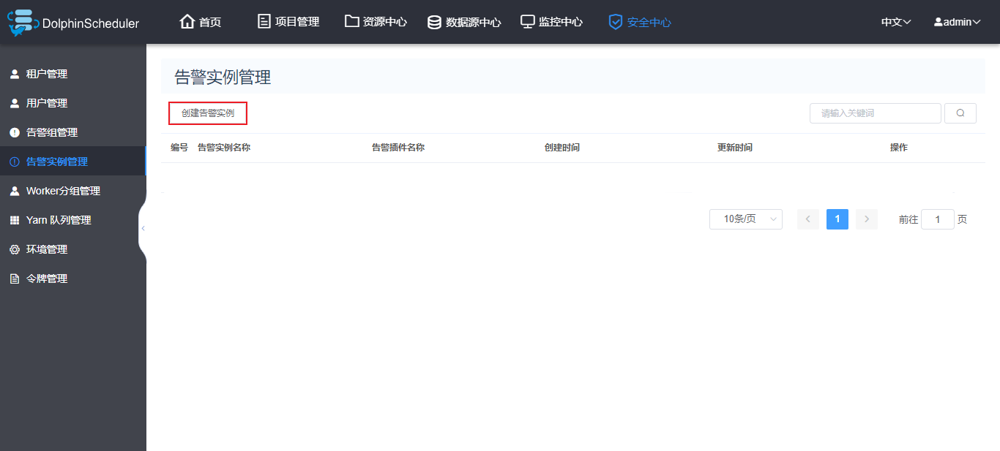 DolphinScheduler 首页 项目管理 资源中心 数据源中心 监控中心 安全中心 中文 admin
租户管理
用户管理
告警组管理
告警实例管理
Worker分组管理
Yarn 队列管理
环境管理
令牌管理
告警实例管理
创建告警实例 请输入关键词
编号 告警实例名称 告警插件名称 创建时间 更新时间 操作
10条/页 1 前往 1 页